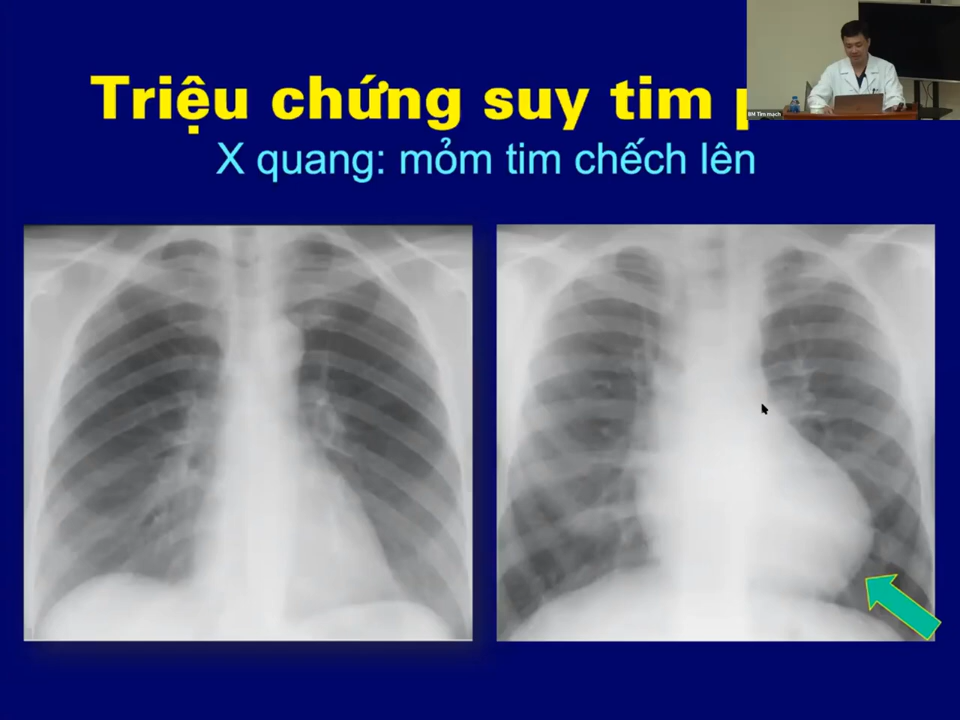 Triệu chứng suy tim
X quang: mỏm tim chếch lên
BM Tim mạch